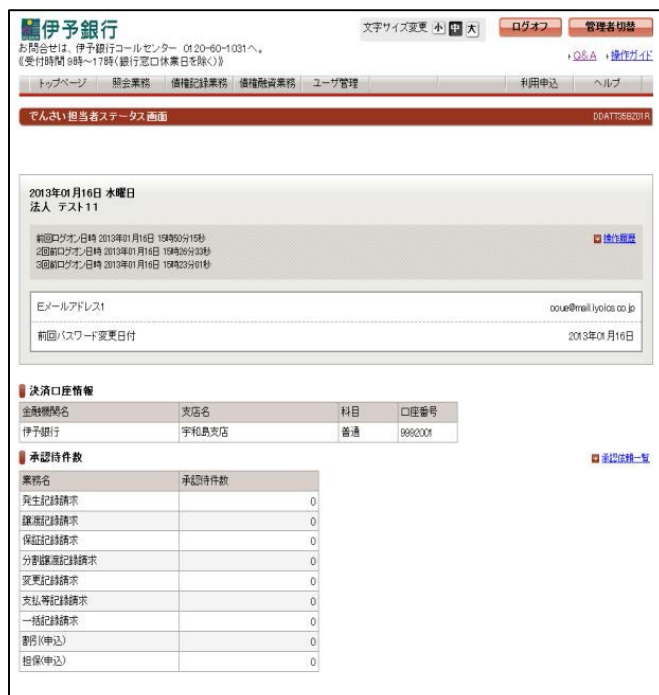 伊予銀行
文字サイズ変更 小 中 大
ログオフ 管理者切替
お問合せは、伊予銀行コールセンター 0120-60-1031へ。
《受付時間 9時～17時(銀行窓口休業日を除く)》
Q&A 操作ガイド
トップページ 照会業務 債権記録業務 債権融資業務 ユーザ管理 利用申込 ヘルプ
でんさい担当者ステータス画面
2013年01月16日 水曜日
法人 テスト11
前回ログオン日時 2013年01月16日 15時50分15秒
操作履歴
2回前ログオン日時 2013年01月16日 15時26分33秒
3回前ログオン日時 2013年01月16日 15時23分01秒
Eメールアドレス1 ooue@mail.iyoics.co.jp
前回パスワード変更日付 2013年01月16日
決済口座情報
金融機関名 支店名 科目 口座番号
伊予銀行 宇和島支店 普通 9992001
承認待件数
承認依頼一覧
業務名 承認待件数
発生記録請求 0
譲渡記録請求 0
保証記録請求 0
分割譲渡記録請求 0
変更記録請求 0
支払等記録請求 0
一括記録請求 0
割引(申込) 0
担保(申込) 0